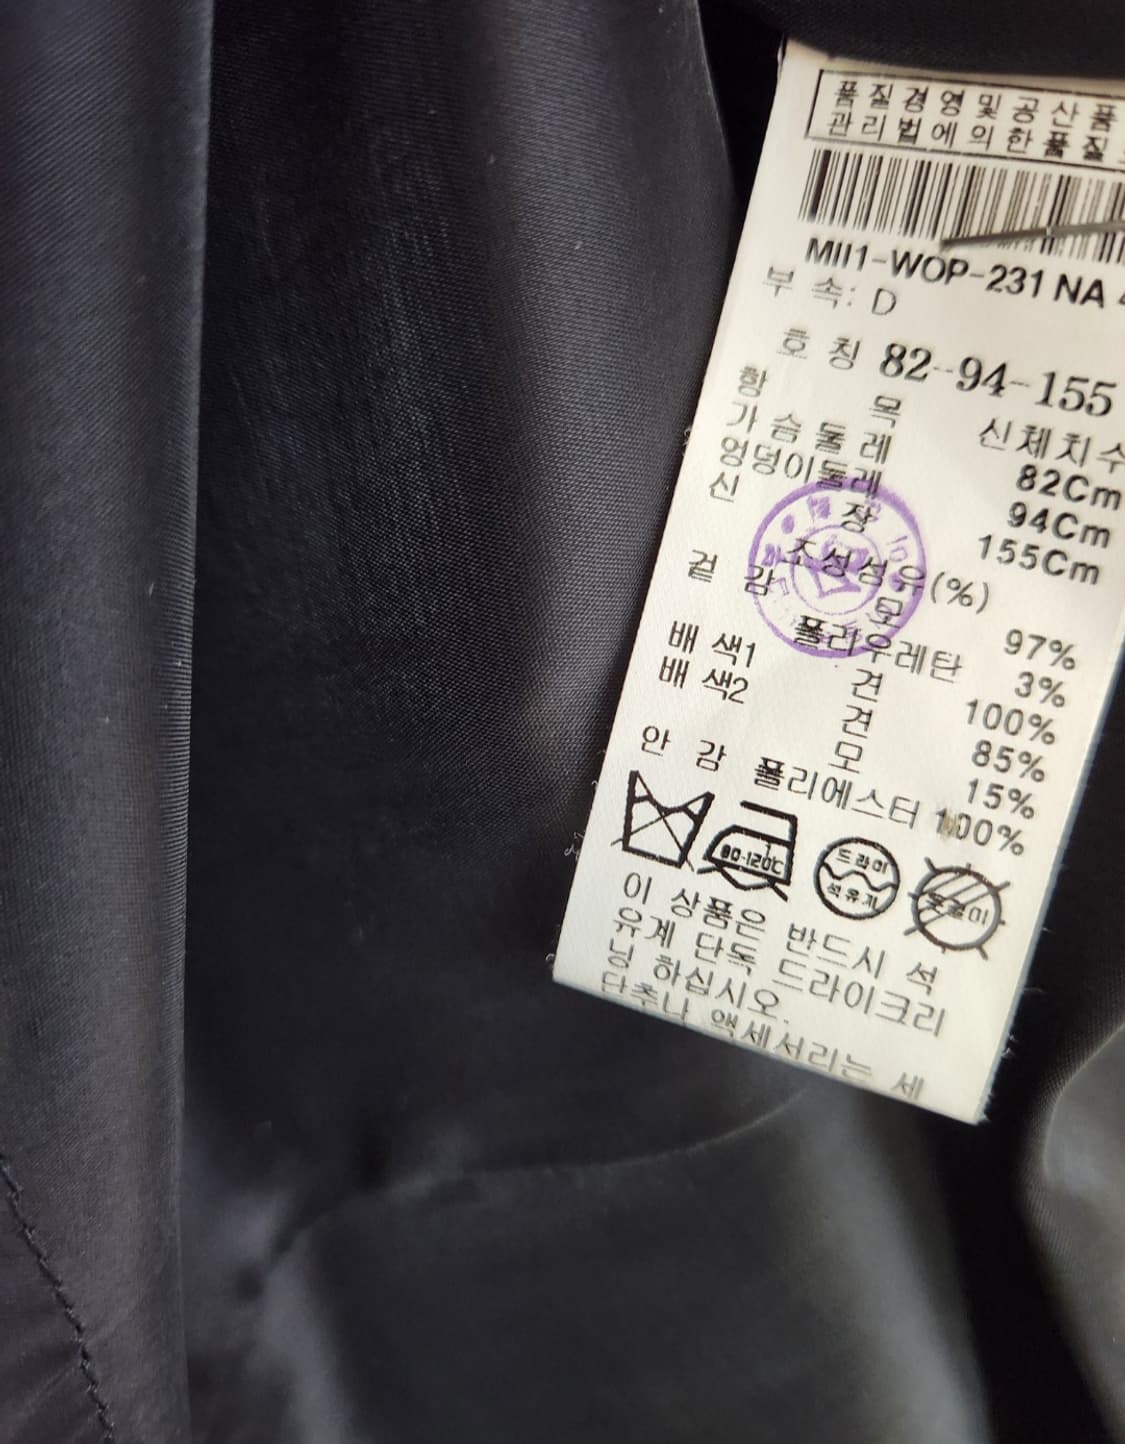 품질경영및공산품
관리법에의한품질
MII1-WOP-231 NA
부 속: D
호 칭 82-94-155
항 목 신체치수
가슴둘레 82Cm
엉덩이둘레 94Cm
신 장 155Cm
조성섬유(%)
겉 감 모 97%
폴리우레탄 3%
배 색1 견 100%
배 색2 견 85%
모 15%
안 감 폴리에스터 100%
80-120℃
드라이
석유계
이 상품은 반드시 석
유계 단독 드라이크리
닝 하십시오.
단추나 액세서리는 세